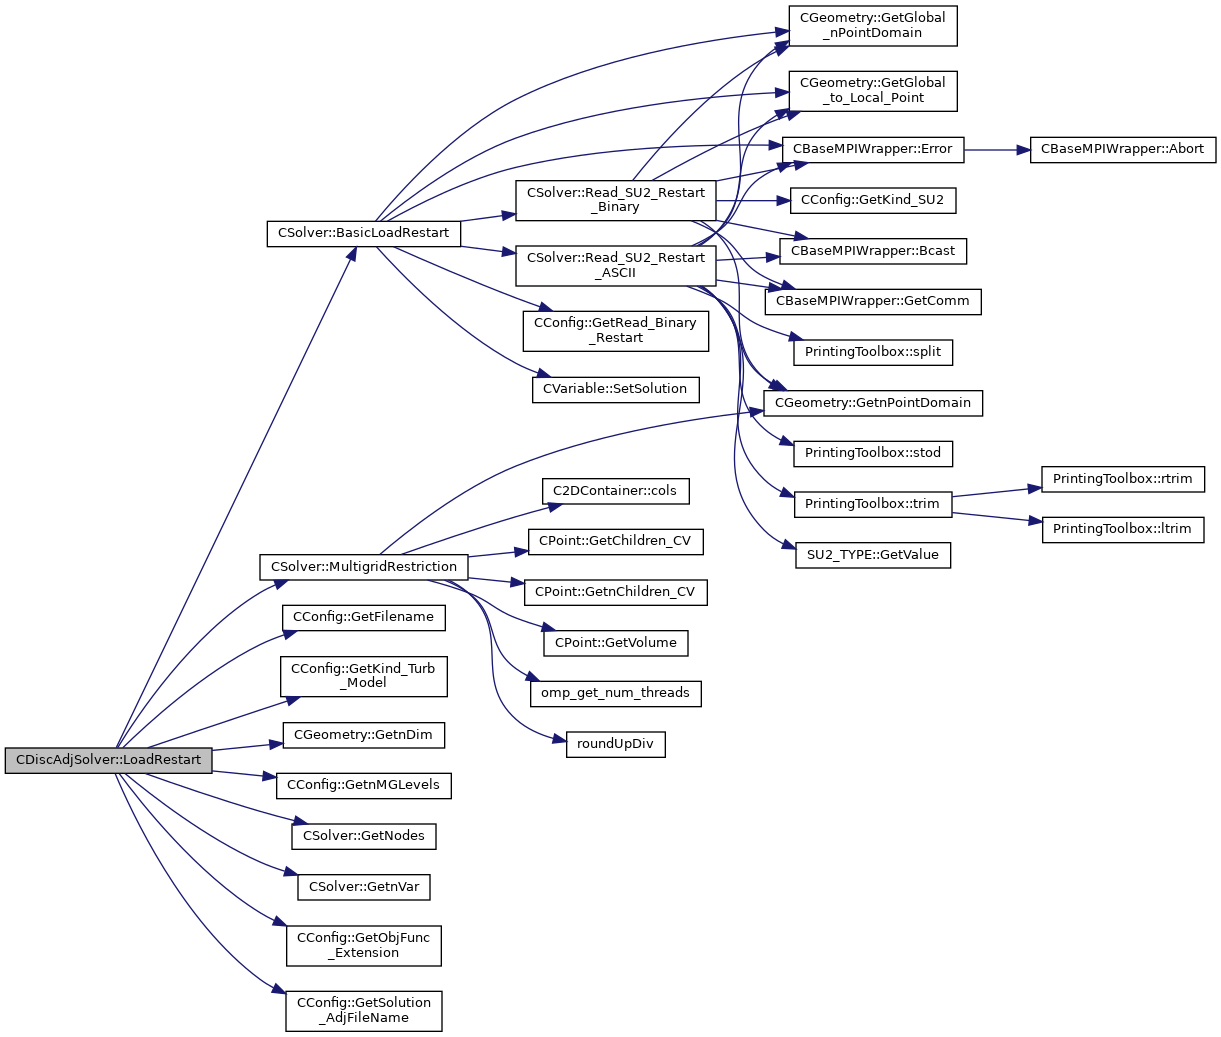 CGeometry::GetGlobal
_nPointDomain
CGeometry::GetGlobal
_to_Local_Point
CBaseMPIWrapper::Error
CBaseMPIWrapper::Abort
CSolver::Read_SU2_Restart
_Binary
CConfig::GetKind_SU2
CSolver::BasicLoadRestart
CBaseMPIWrapper::Bcast
CSolver::Read_SU2_Restart
_ASCII
CBaseMPIWrapper::GetComm
CConfig::GetRead_Binary
_Restart
PrintingToolbox::split
CVariable::SetSolution
CGeometry::GetnPointDomain
PrintingToolbox::stod
PrintingToolbox::rtrim
C2DContainer::cols
PrintingToolbox::trim
PrintingToolbox::ltrim
CPoint::GetChildren_CV
SU2_TYPE::GetValue
CSolver::MultigridRestriction
CPoint::GetnChildren_CV
CConfig::GetFilename
CPoint::GetVolume
CConfig::GetKind_Turb
_Model
omp_get_num_threads
CGeometry::GetnDim
roundUpDiv
CDiscAdjSolver::LoadRestart
CConfig::GetnMGLevels
CSolver::GetNodes
CSolver::GetnVar
CConfig::GetObjFunc
_Extension
CConfig::GetSolution
_AdjFileName